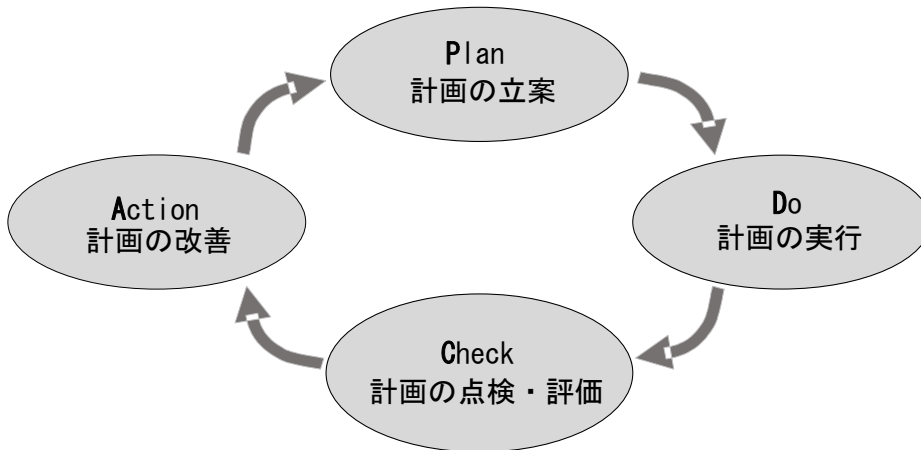 Plan
計画の立案
Do
計画の実行
Check
計画の点検・評価
Action
計画の改善